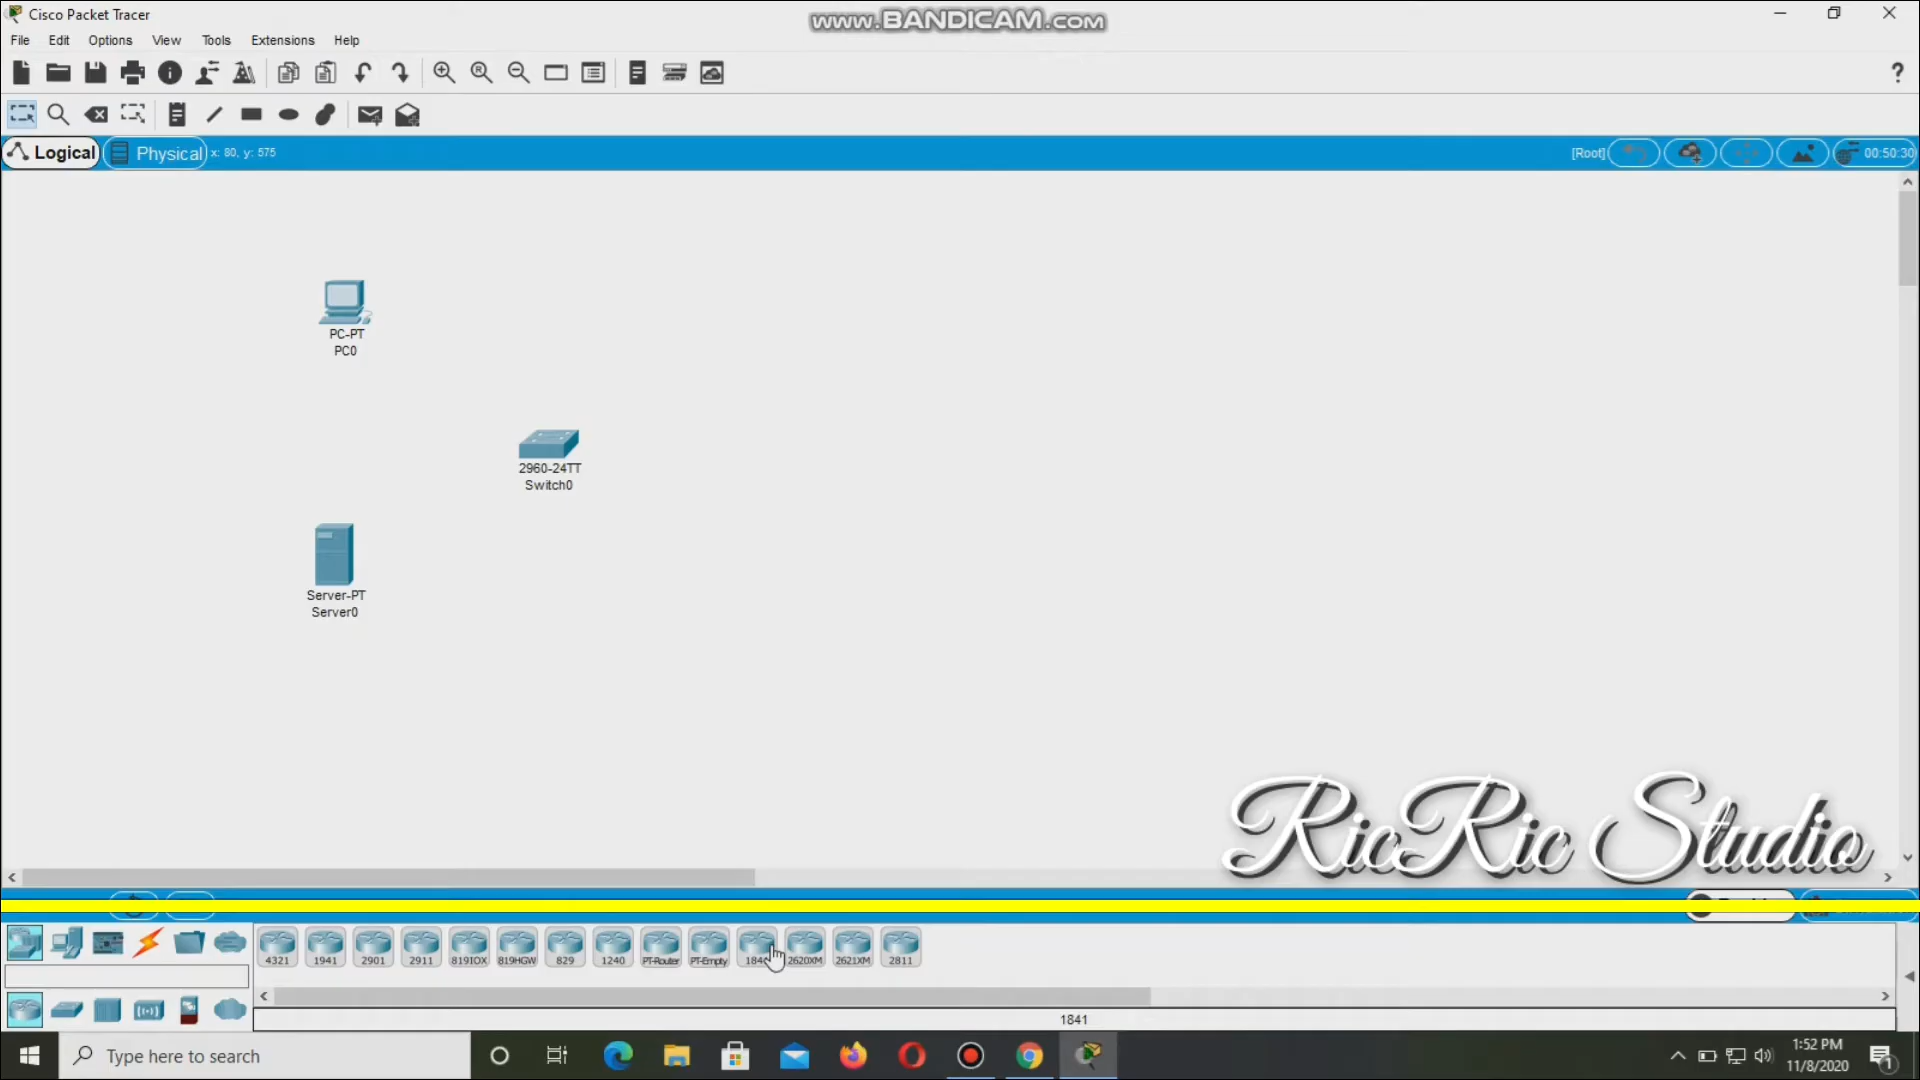 Cisco Packet Tracer
www.BANDICAM.com
File Edit Options View Tools Extensions Help
Logical Physical x: 80, y: 575 [Root] 00:50:30
PC-PT
PC0
2960-24TT
Switch0
Server-PT
Server0
RicRic Studio
4321 1941 2901 2911 819IOX 819HGW 829 1240 PT-Router PT-Empty 2620XM 2621XM 2811
1841
Type here to search
1:52 PM
11/8/2020
1